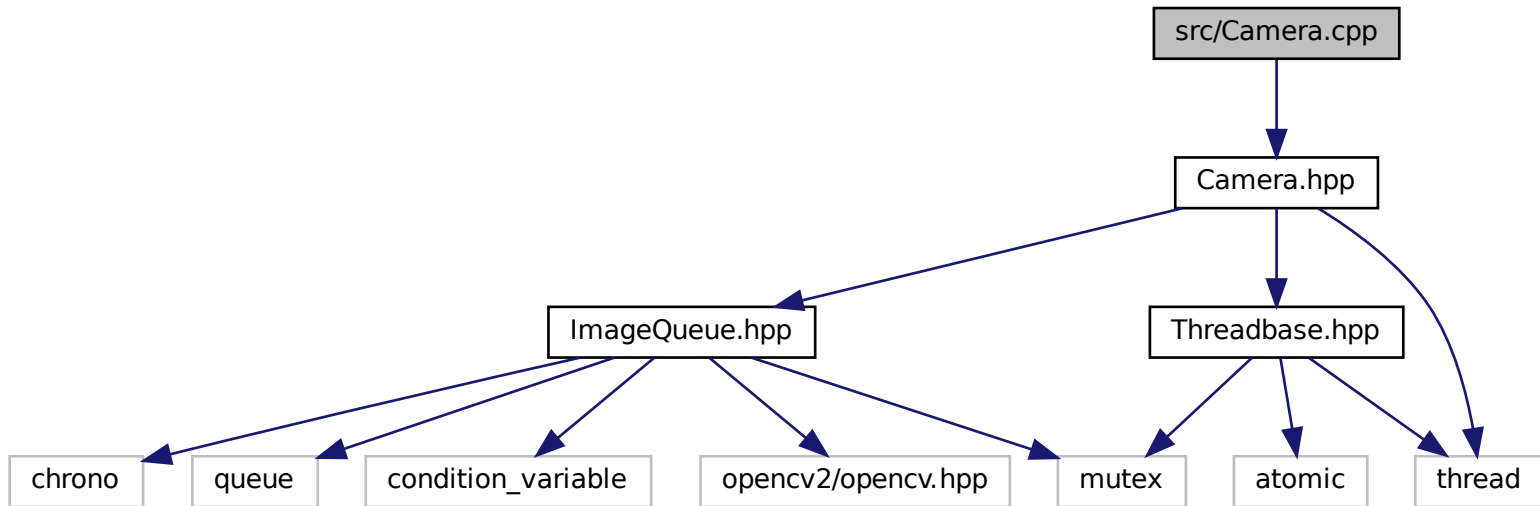 src/Camera.cpp
Camera.hpp
ImageQueue.hpp
Threadbase.hpp
chrono
queue
condition_variable
opencv2/opencv.hpp
mutex
atomic
thread